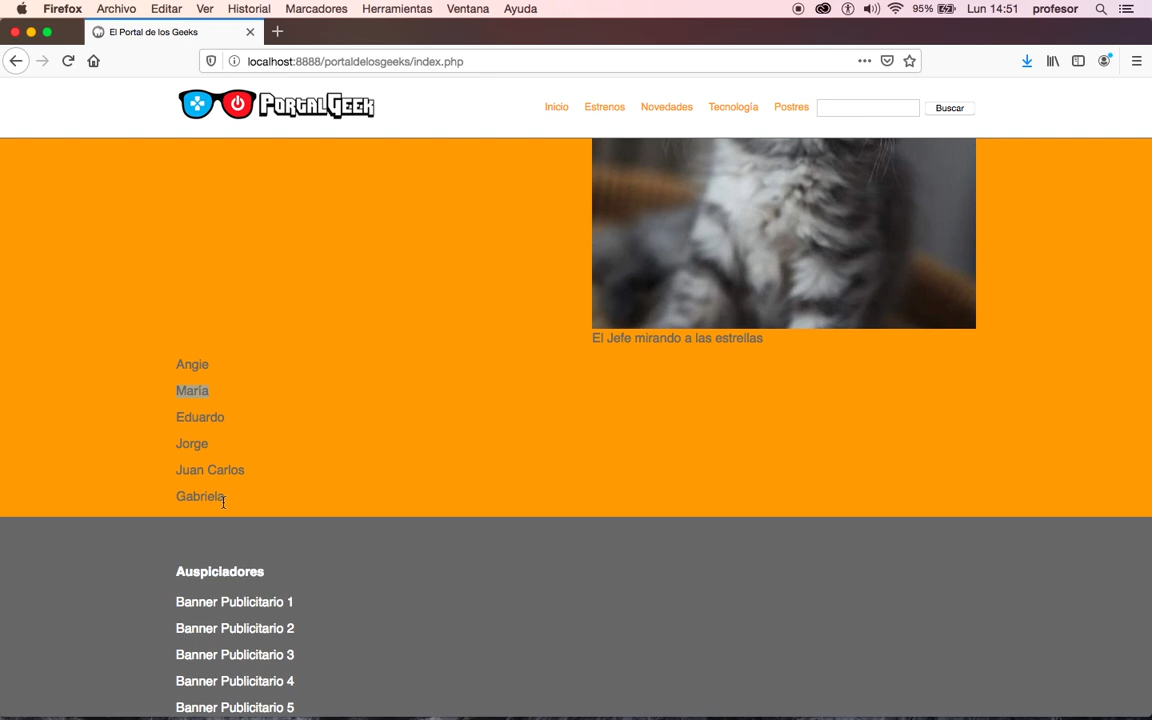 Firefox Archivo Editar Ver Historial Marcadores Herramientas Ventana Ayuda 95% Lun 14:51 profesor
El Portal de los Geeks
localhost:8888/portaldelosgeeks/index.php
PORTALGEEK Inicio Estrenos Novedades Tecnología Postres Buscar
El Jefe mirando a las estrellas
Angie
María
Eduardo
Jorge
Juan Carlos
Gabriela
Auspiciadores
Banner Publicitario 1
Banner Publicitario 2
Banner Publicitario 3
Banner Publicitario 4
Banner Publicitario 5